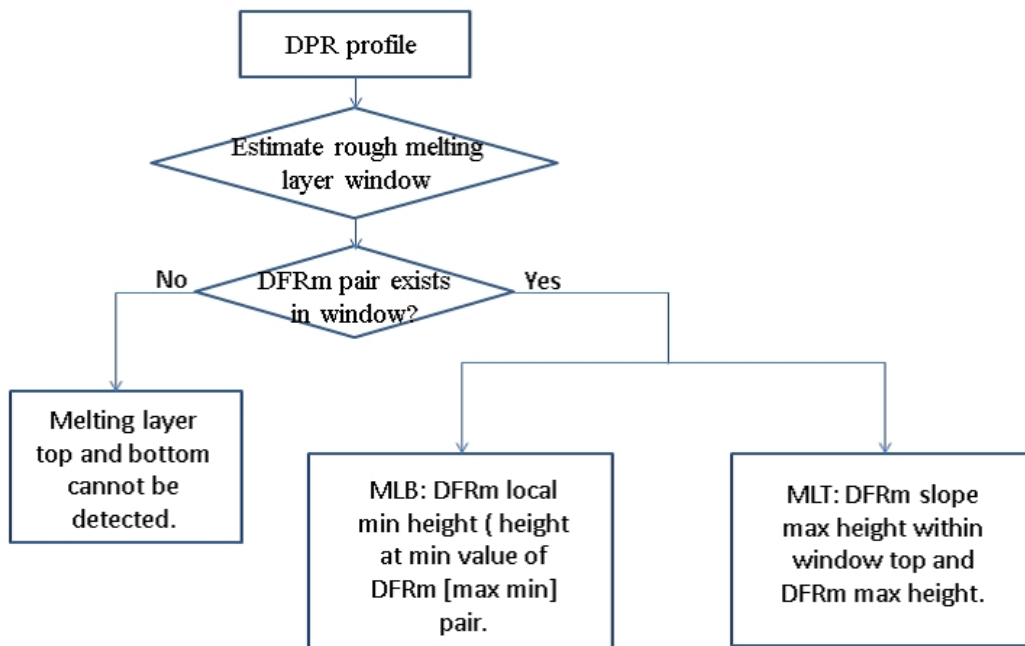 DPR profile
Estimate rough melting
layer window
No
DFRm pair exists
in window?
Yes
Melting layer
top and bottom
cannot be
detected.
MLB: DFRm local
min height ( height
at min value of
DFRm [max min]
pair.
MLT: DFRm slope
max height within
window top and
DFRm max height.